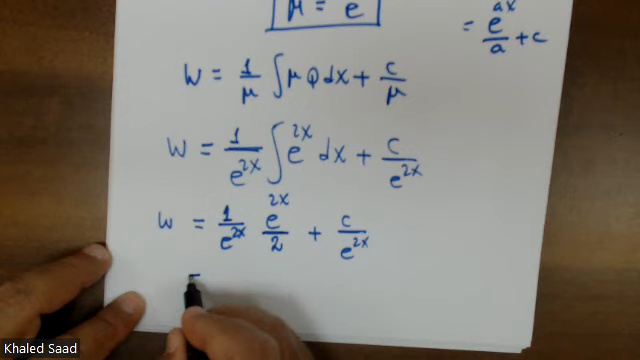 μ = e
= e^{ax}/a + c
W = 1/μ ∫ μ Q dx + c/μ
W = 1/e^{2x} ∫ e^{2x} dx + c/e^{2x}
W = 1/e^{2x} e^{2x}/2 + c/e^{2x}
Khaled Saad